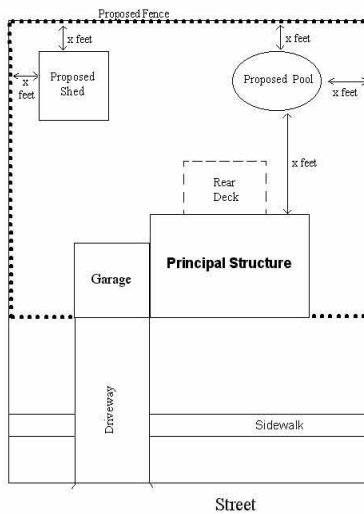 Proposed Fence
x feet
x feet
x
feet
Proposed
Shed
Proposed Pool
x
feet
x feet
Rear
Deck
Garage
Principal Structure
Driveway
Sidewalk
Street